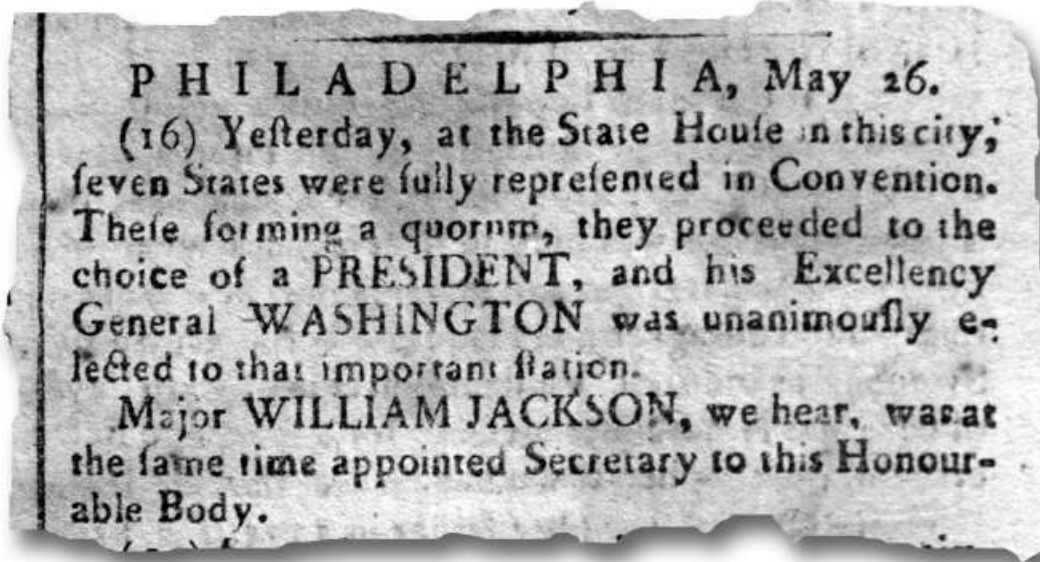 PHILADELPHIA, May 26.
(16) Yeſterday, at the State Houſe in this city,
ſeven States were fully repreſented in Convention.
Theſe forming a quorum, they proceeded to the
choice of a PRESIDENT, and his Excellency
General WASHINGTON was unanimouſly e-
lected to that important ſtation.
Major WILLIAM JACKSON, we hear, was at
the ſame time appointed Secretary to this Honour-
able Body.